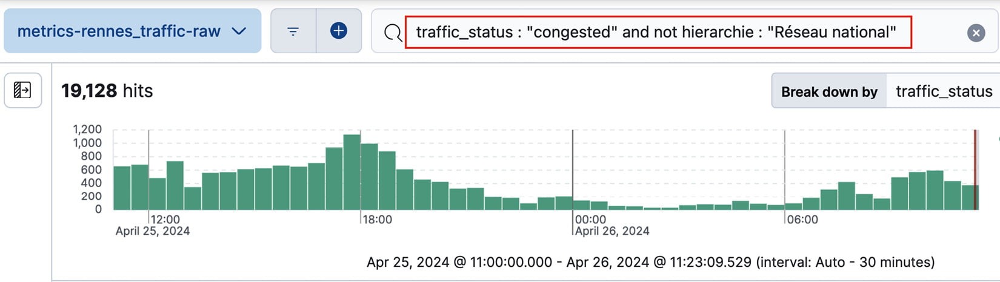 metrics-rennes_traffic-raw
traffic_status : "congested" and not hierarchie : "Réseau national"
19,128 hits
Break down by traffic_status
1,200
1,000
800
600
400
200
0
12:00 18:00 00:00 06:00
April 25, 2024 April 26, 2024
Apr 25, 2024 @ 11:00:00.000 - Apr 26, 2024 @ 11:23:09.529 (interval: Auto - 30 minutes)